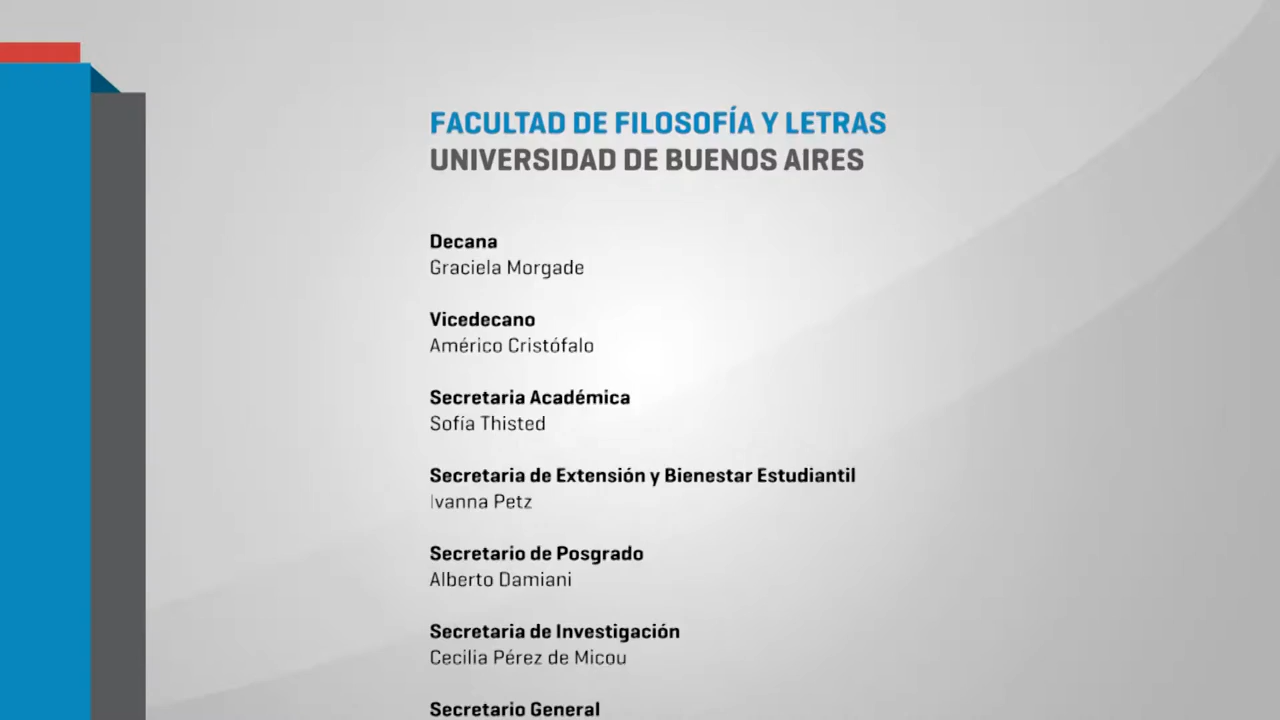 FACULTAD DE FILOSOFÍA Y LETRAS
UNIVERSIDAD DE BUENOS AIRES
Decana
Graciela Morgade
Vicedecano
Américo Cristófalo
Secretaria Académica
Sofía Thisted
Secretaria de Extensión y Bienestar Estudiantil
Ivanna Petz
Secretario de Posgrado
Alberto Damiani
Secretaria de Investigación
Cecilia Pérez de Micou
Secretario General